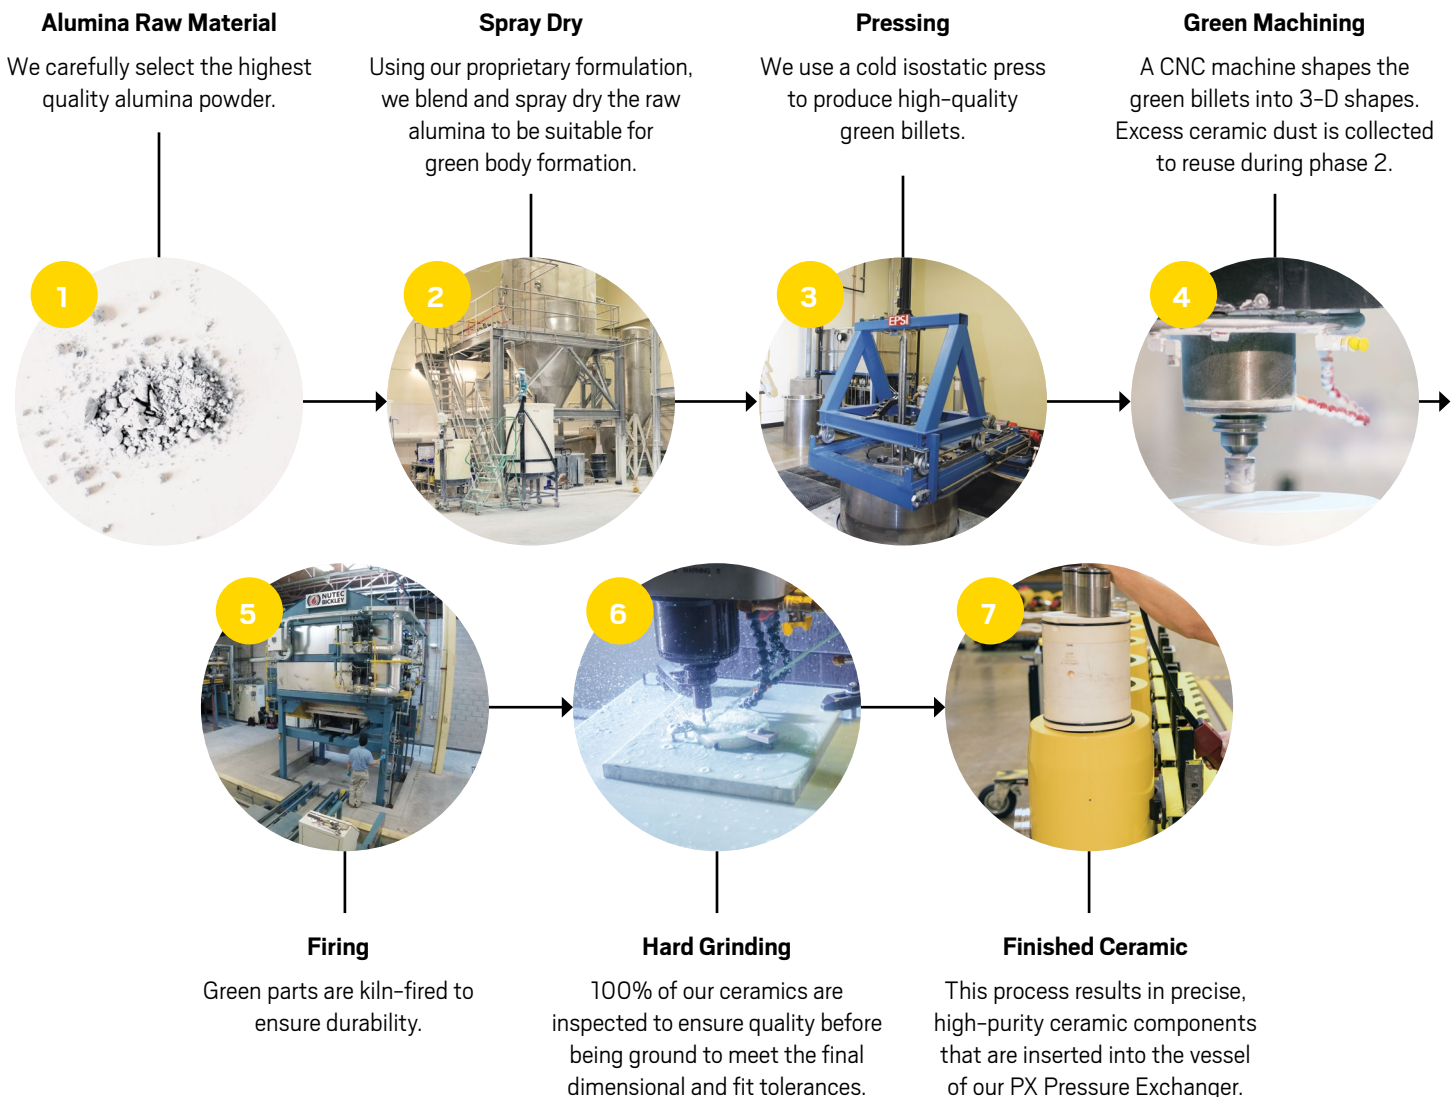 Alumina Raw Material
We carefully select the highest
quality alumina powder.
Spray Dry
Using our proprietary formulation,
we blend and spray dry the raw
alumina to be suitable for
green body formation.
Pressing
We use a cold isostatic press
to produce high-quality
green billets.
Green Machining
A CNC machine shapes the
green billets into 3-D shapes.
Excess ceramic dust is collected
to reuse during phase 2.
1
2
3
EPSI
4
5
NUTEC
BICKLEY
6
7
Firing
Green parts are kiln-fired to
ensure durability.
Hard Grinding
100% of our ceramics are
inspected to ensure quality before
being ground to meet the final
dimensional and fit tolerances.
Finished Ceramic
This process results in precise,
high-purity ceramic components
that are inserted into the vessel
of our PX Pressure Exchanger.